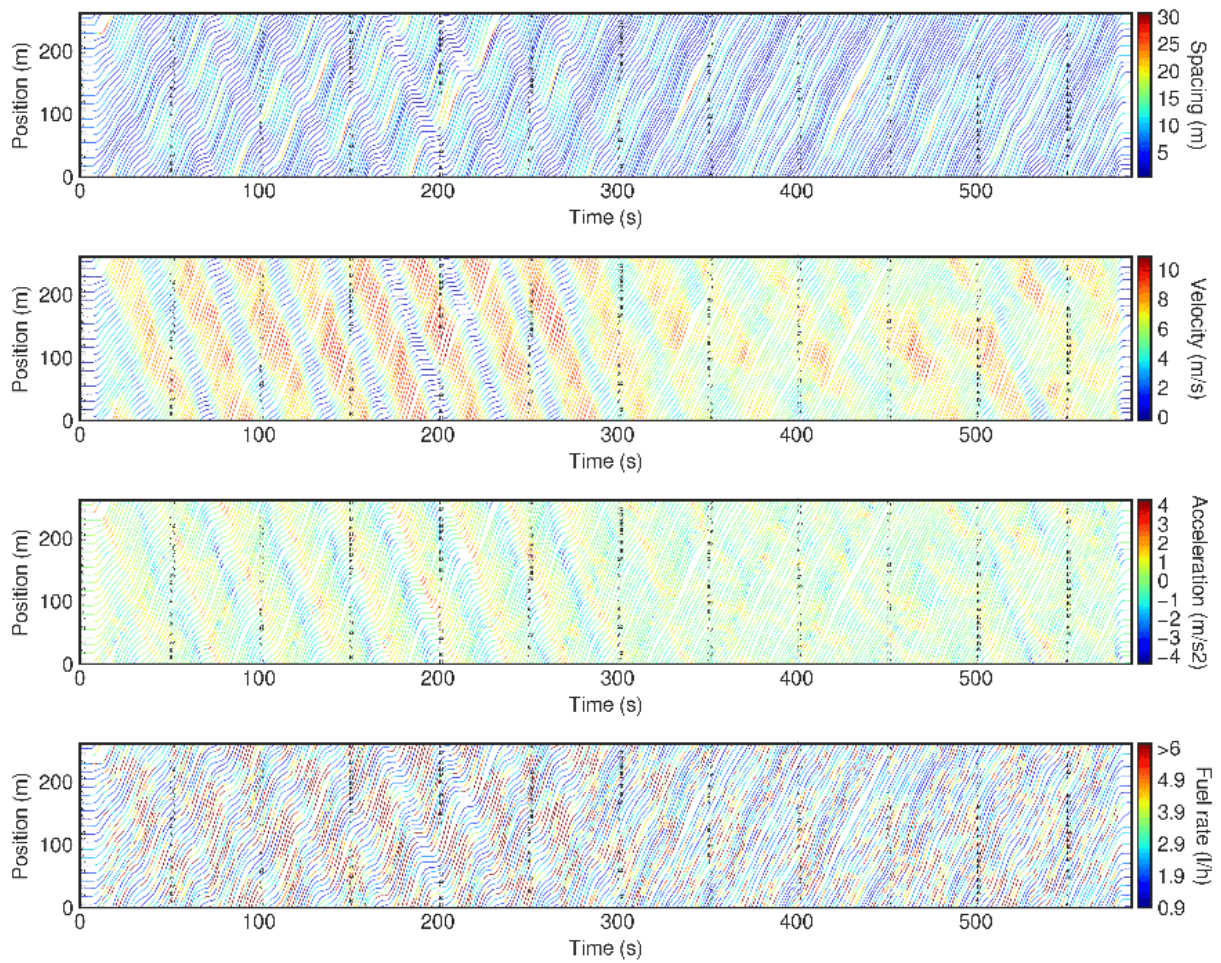 30
25
20
15
10
5
Spacing (m)
Position (m)
200
100
0
0 100 200 300 400 500
Time (s)
10
8
6
4
2
0
Velocity (m/s)
Position (m)
200
100
0
0 100 200 300 400 500
Time (s)
4
3
2
1
0
−1
−2
−3
−4
Acceleration (m/s2)
Position (m)
200
100
0
0 100 200 300 400 500
Time (s)
>6
4.9
3.9
2.9
1.9
0.9
Fuel rate (l/h)
Position (m)
200
100
0
0 100 200 300 400 500
Time (s)